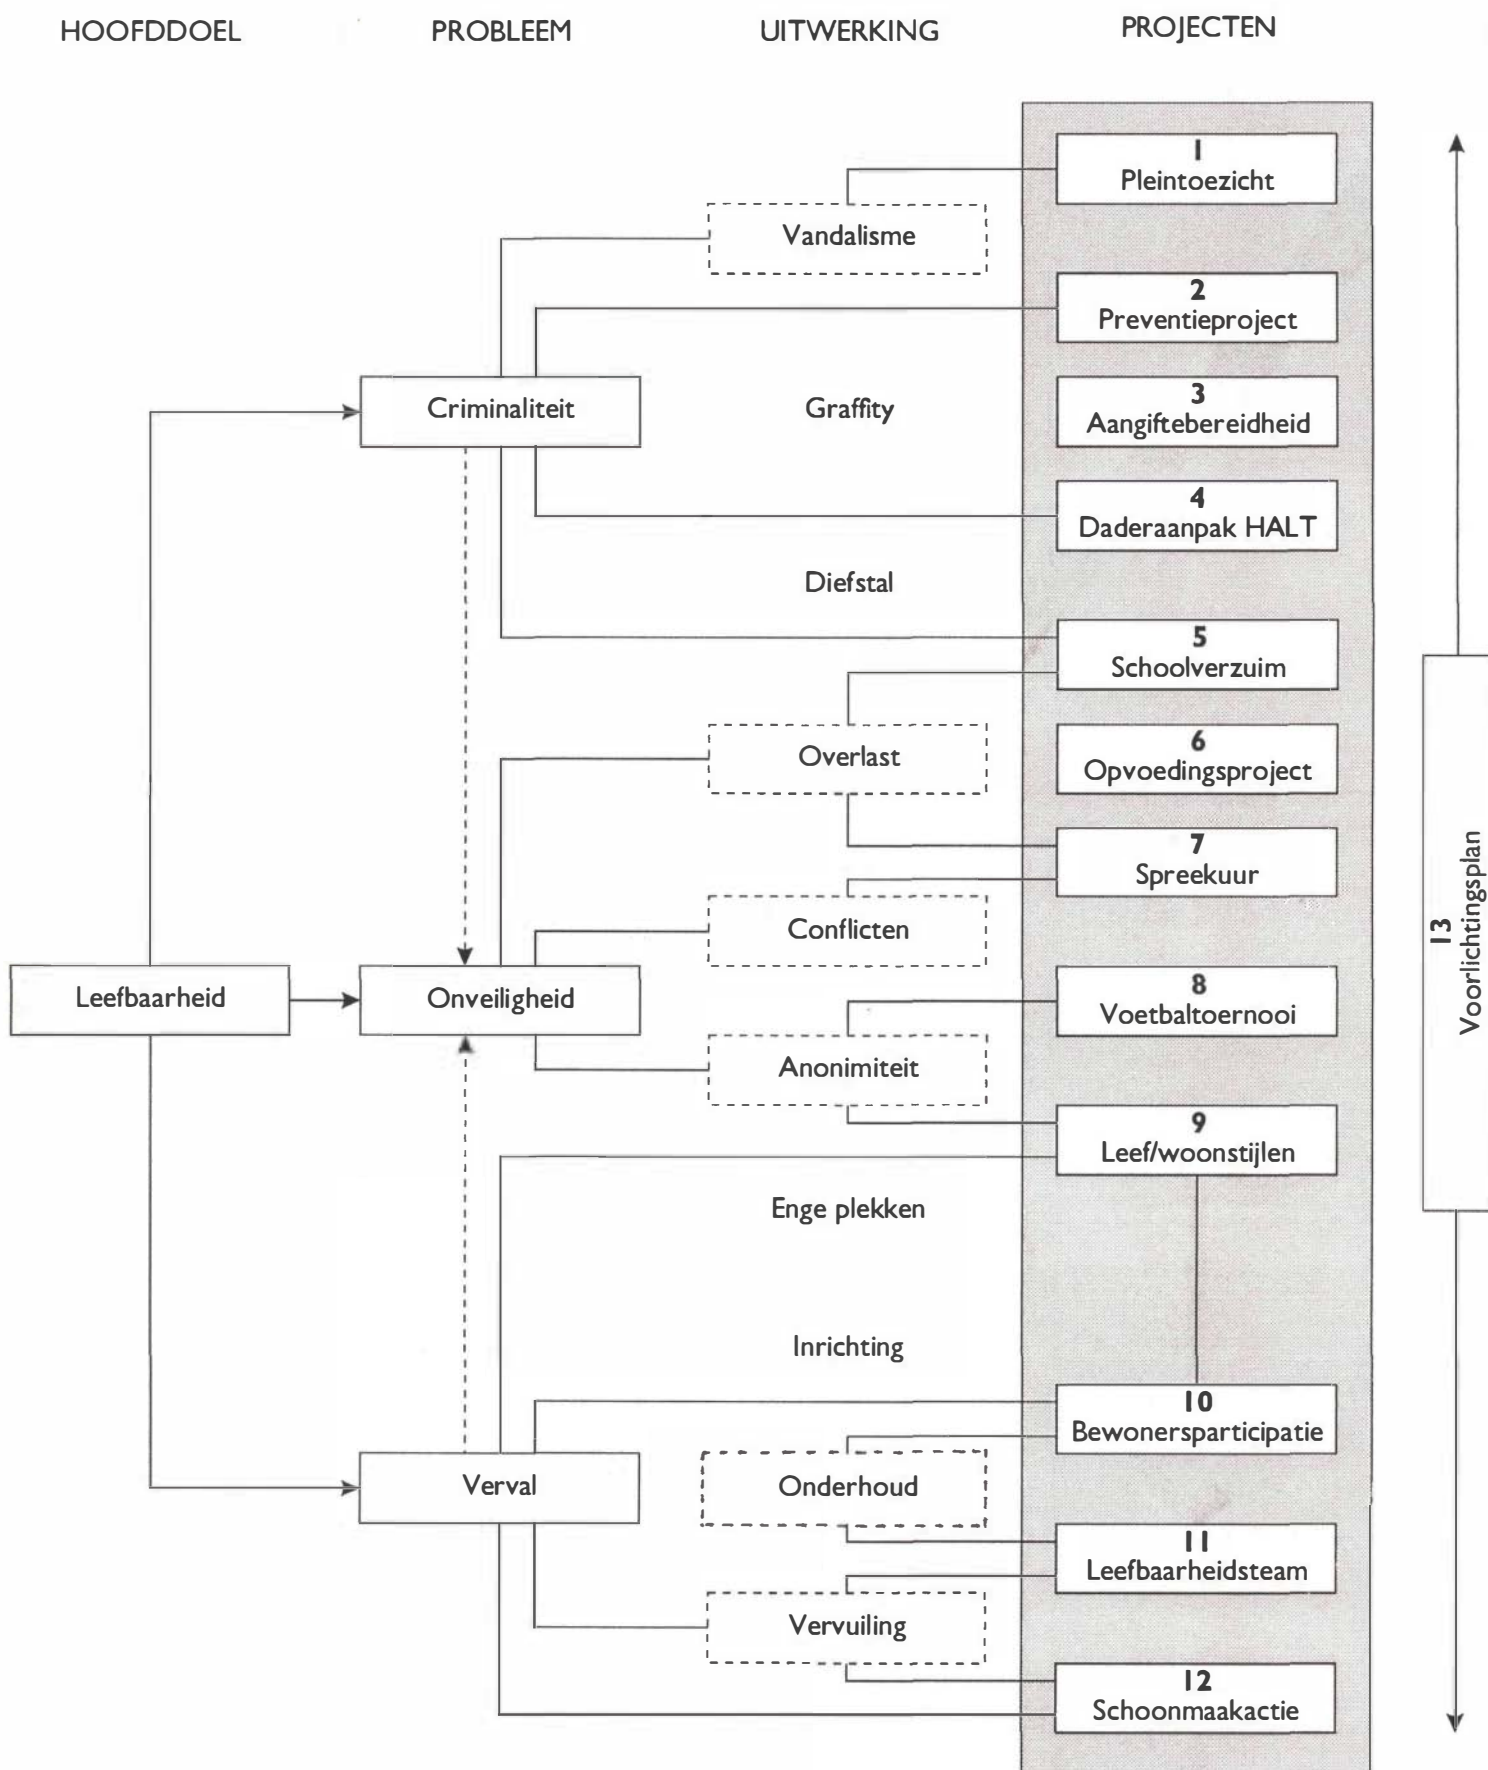 HOOFDDOEL
PROBLEEM
UITWERKING
PROJECTEN
1
Pleintoezicht
Vandalisme
2
Preventieproject
Criminaliteit
Graffity
3
Aangiftebereidheid
4
Daderaanpak HALT
Diefstal
5
Schoolverzuim
Overlast
6
Opvoedingsproject
7
Spreekuur
Conflicten
Leefbaarheid
Onveiligheid
8
Voetbaltoernooi
Anonimiteit
9
Leef/woonstijlen
Enge plekken
Inrichting
10
Bewonersparticipatie
Verval
Onderhoud
11
Leefbaarheidsteam
Vervuiling
12
Schoonmaakactie
13
Voorlichtingsplan